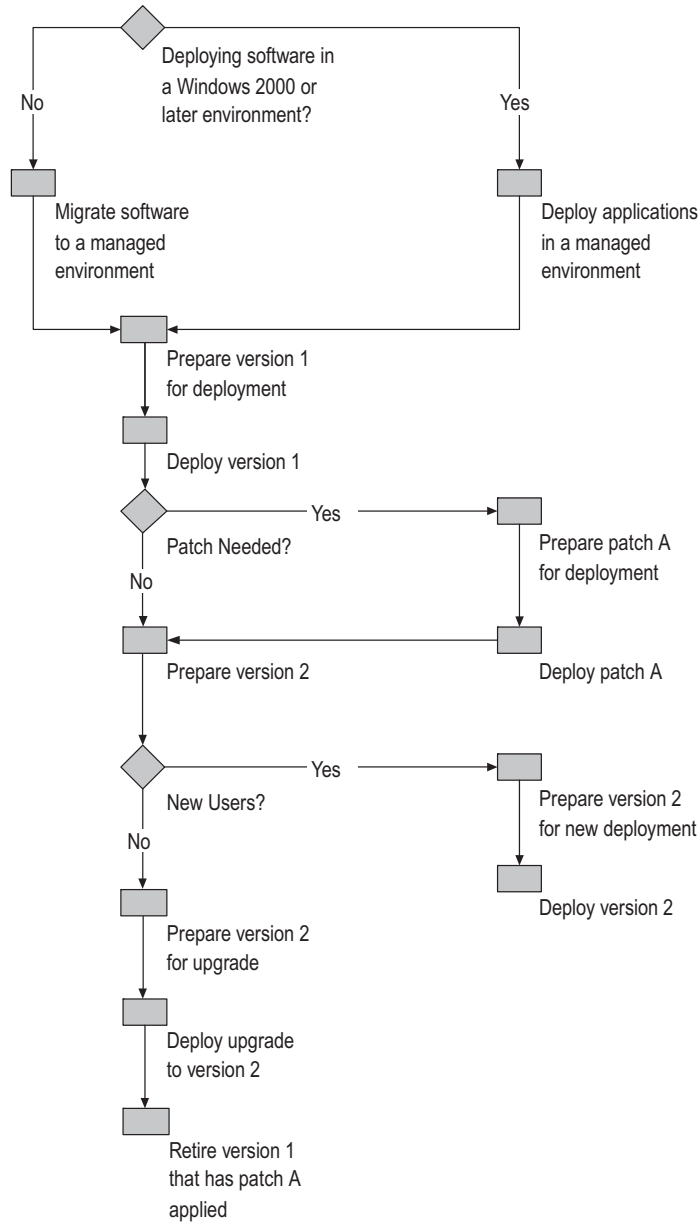 Deploying software in
a Windows 2000 or
later environment?
No
Yes
Migrate software
to a managed
environment
Deploy applications
in a managed
environment
Prepare version 1
for deployment
Deploy version 1
Yes
Patch Needed?
Prepare patch A
for deployment
No
Prepare version 2
Deploy patch A
Yes
New Users?
Prepare version 2
for new deployment
No
Deploy version 2
Prepare version 2
for upgrade
Deploy upgrade
to version 2
Retire version 1
that has patch A
applied